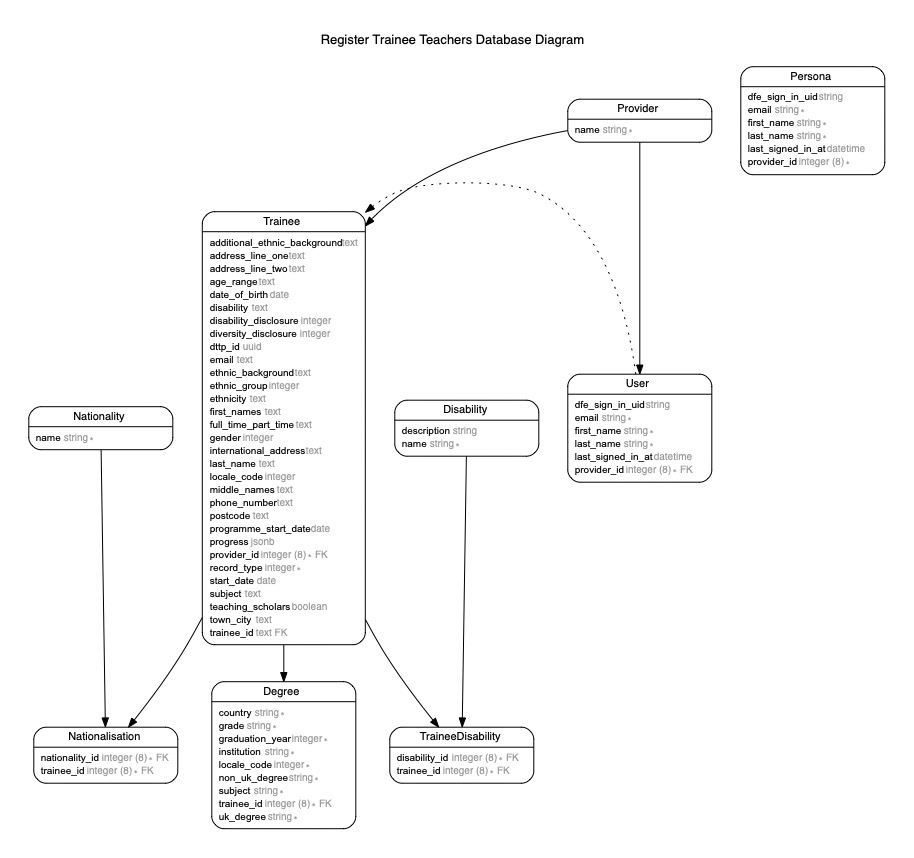 Register Trainee Teachers Database Diagram
Persona
dfe_sign_in_uid string
email string *
first_name string *
last_name string *
last_signed_in_at datetime
provider_id integer (8) *
Provider
name string *
Trainee
additional_ethnic_background text
address_line_one text
address_line_two text
age_range text
date_of_birth date
disability text
disability_disclosure integer
diversity_disclosure integer
dttp_id uuid
email text
ethnic_background text
ethnic_group integer
ethnicity text
first_names text
full_time_part_time text
gender integer
international_address text
last_name text
locale_code integer
middle_names text
phone_number text
postcode text
programme_start_date date
progress jsonb
provider_id integer (8) * FK
record_type integer *
start_date date
subject text
teaching_scholars boolean
town_city text
trainee_id text FK
User
dfe_sign_in_uid string
email string *
first_name string *
last_name string *
last_signed_in_at datetime
provider_id integer (8) * FK
Disability
description string
name string *
Nationality
name string *
Nationalisation
nationality_id integer (8) * FK
trainee_id integer (8) * FK
Degree
country string *
grade string *
graduation_year integer *
institution string *
locale_code integer *
non_uk_degree string *
subject string *
trainee_id integer (8) * FK
uk_degree string *
TraineeDisability
disability_id integer (8) * FK
trainee_id integer (8) * FK